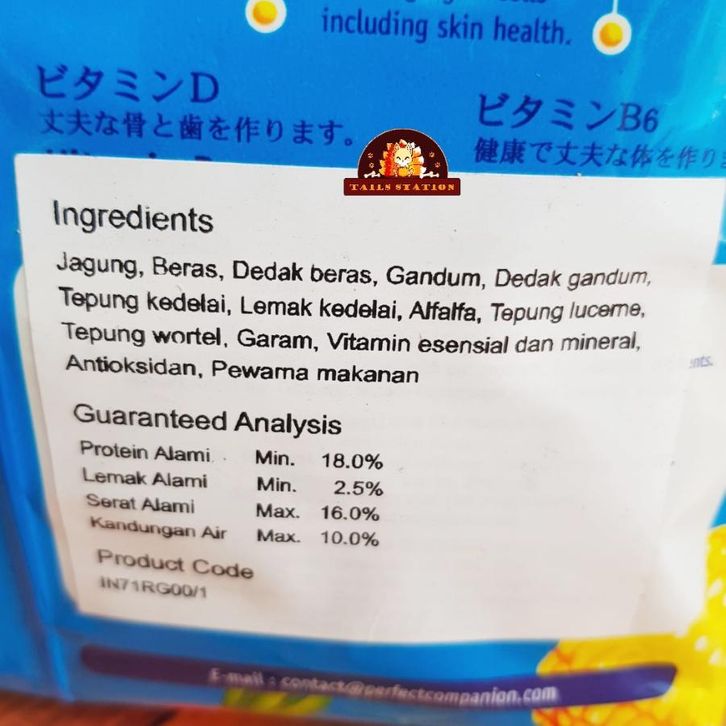 including skin health.
ビタミンD
丈夫な骨と歯を作ります。
ビタミンB6
健康で丈夫な体を作り
TAILS STATION
Ingredients
Jagung, Beras, Dedak beras, Gandum, Dedak gandum,
Tepung kedelai, Lemak kedelai, Alfalfa, Tepung lucerne,
Tepung wortel, Garam, Vitamin esensial dan mineral,
Antioksidan, Pewarna makanan
Guaranteed Analysis
Protein Alami Min. 18.0%
Lemak Alami Min. 2.5%
Serat Alami Max. 16.0%
Kandungan Air Max. 10.0%
Product Code
IN71RG00/1
E-mail : contact@perfectcompanion.com